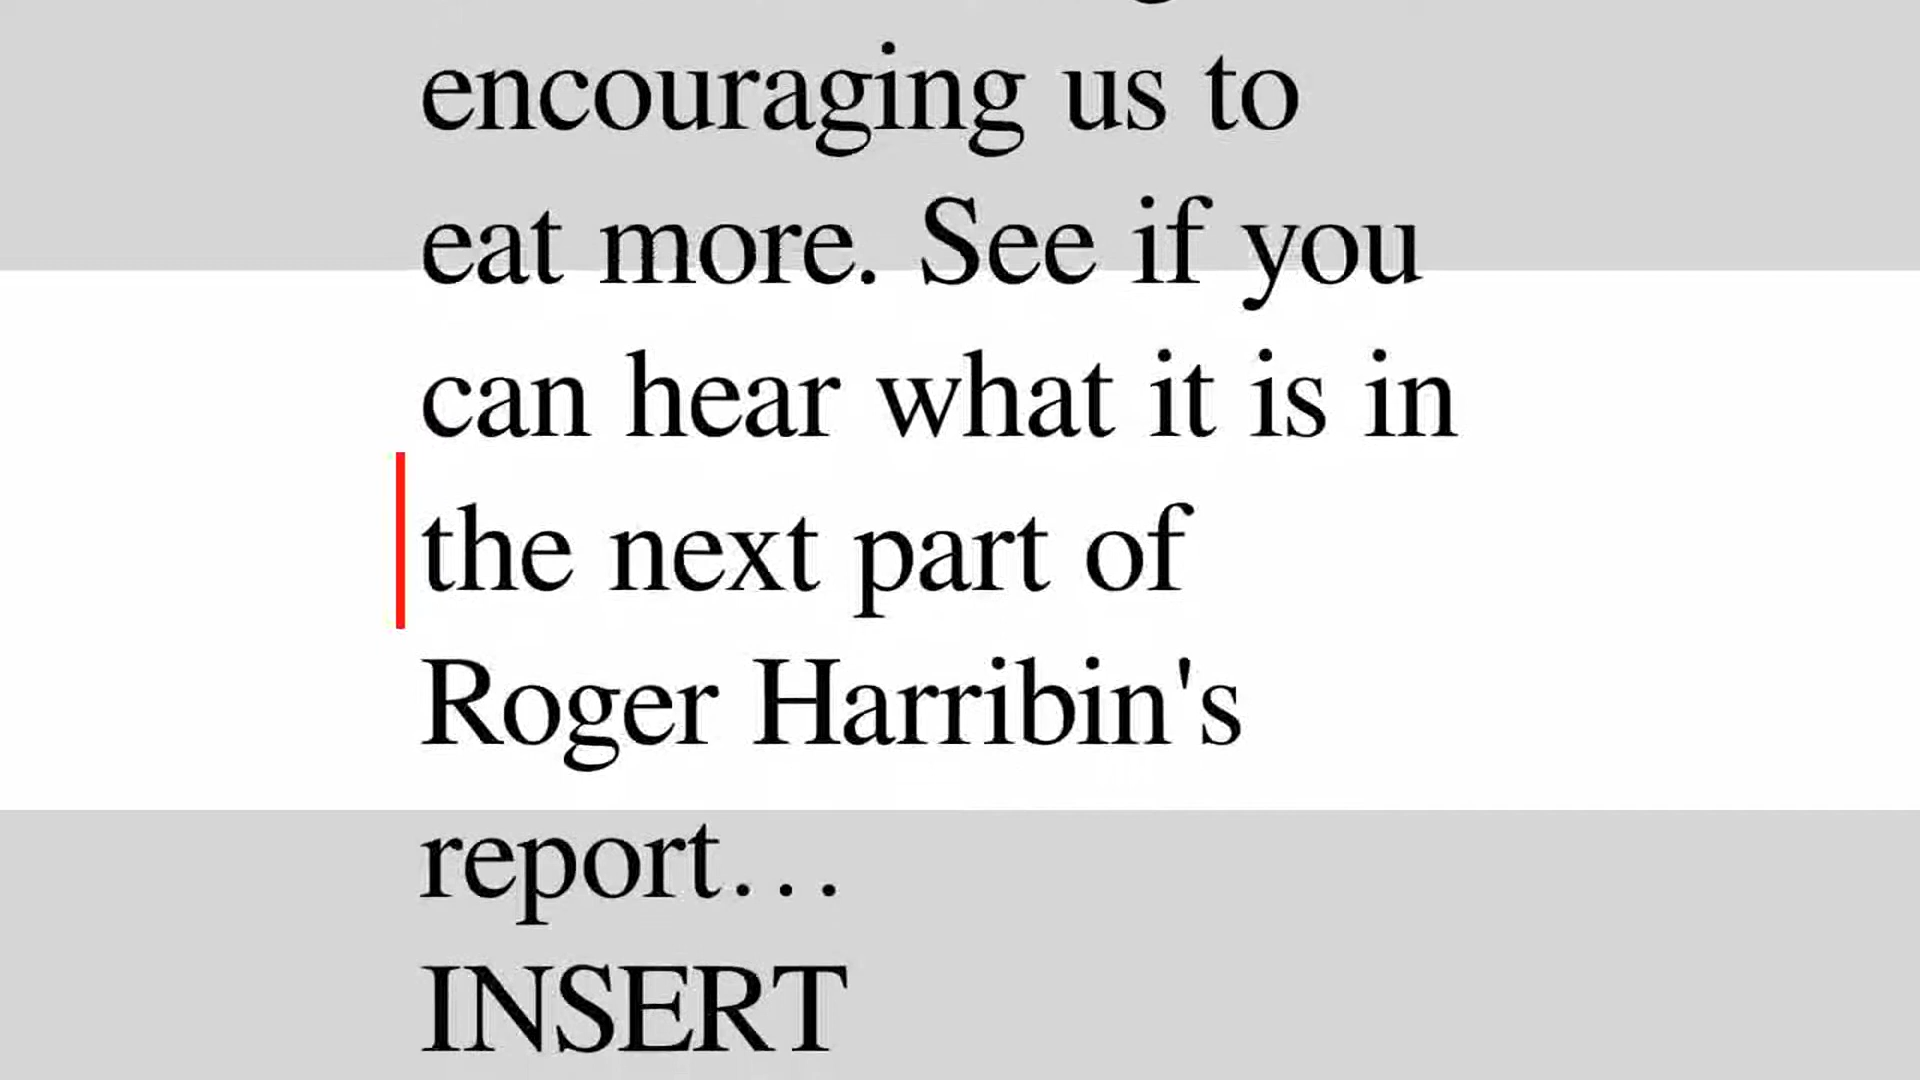 encouraging us to
eat more. See if you
can hear what it is in
the next part of
Roger Harribin's
report…
INSERT